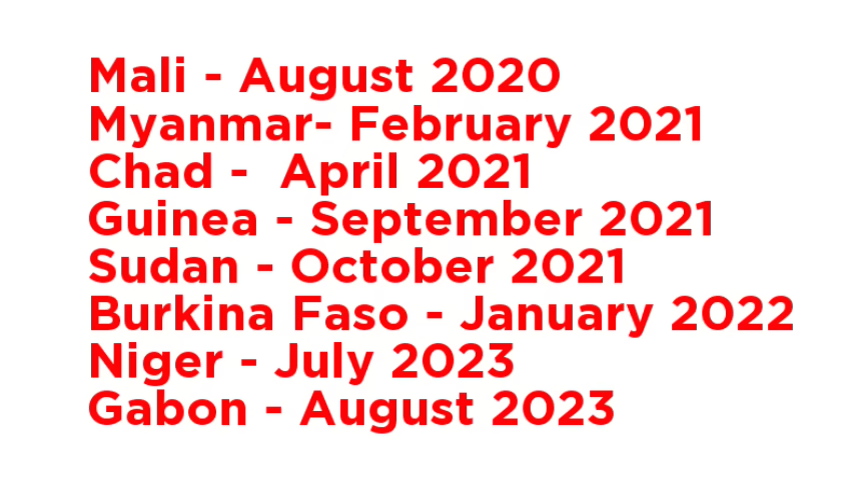 Mali - August 2020
Myanmar- February 2021
Chad -  April 2021
Guinea - September 2021
Sudan - October 2021
Burkina Faso - January 2022
Niger - July 2023
Gabon - August 2023